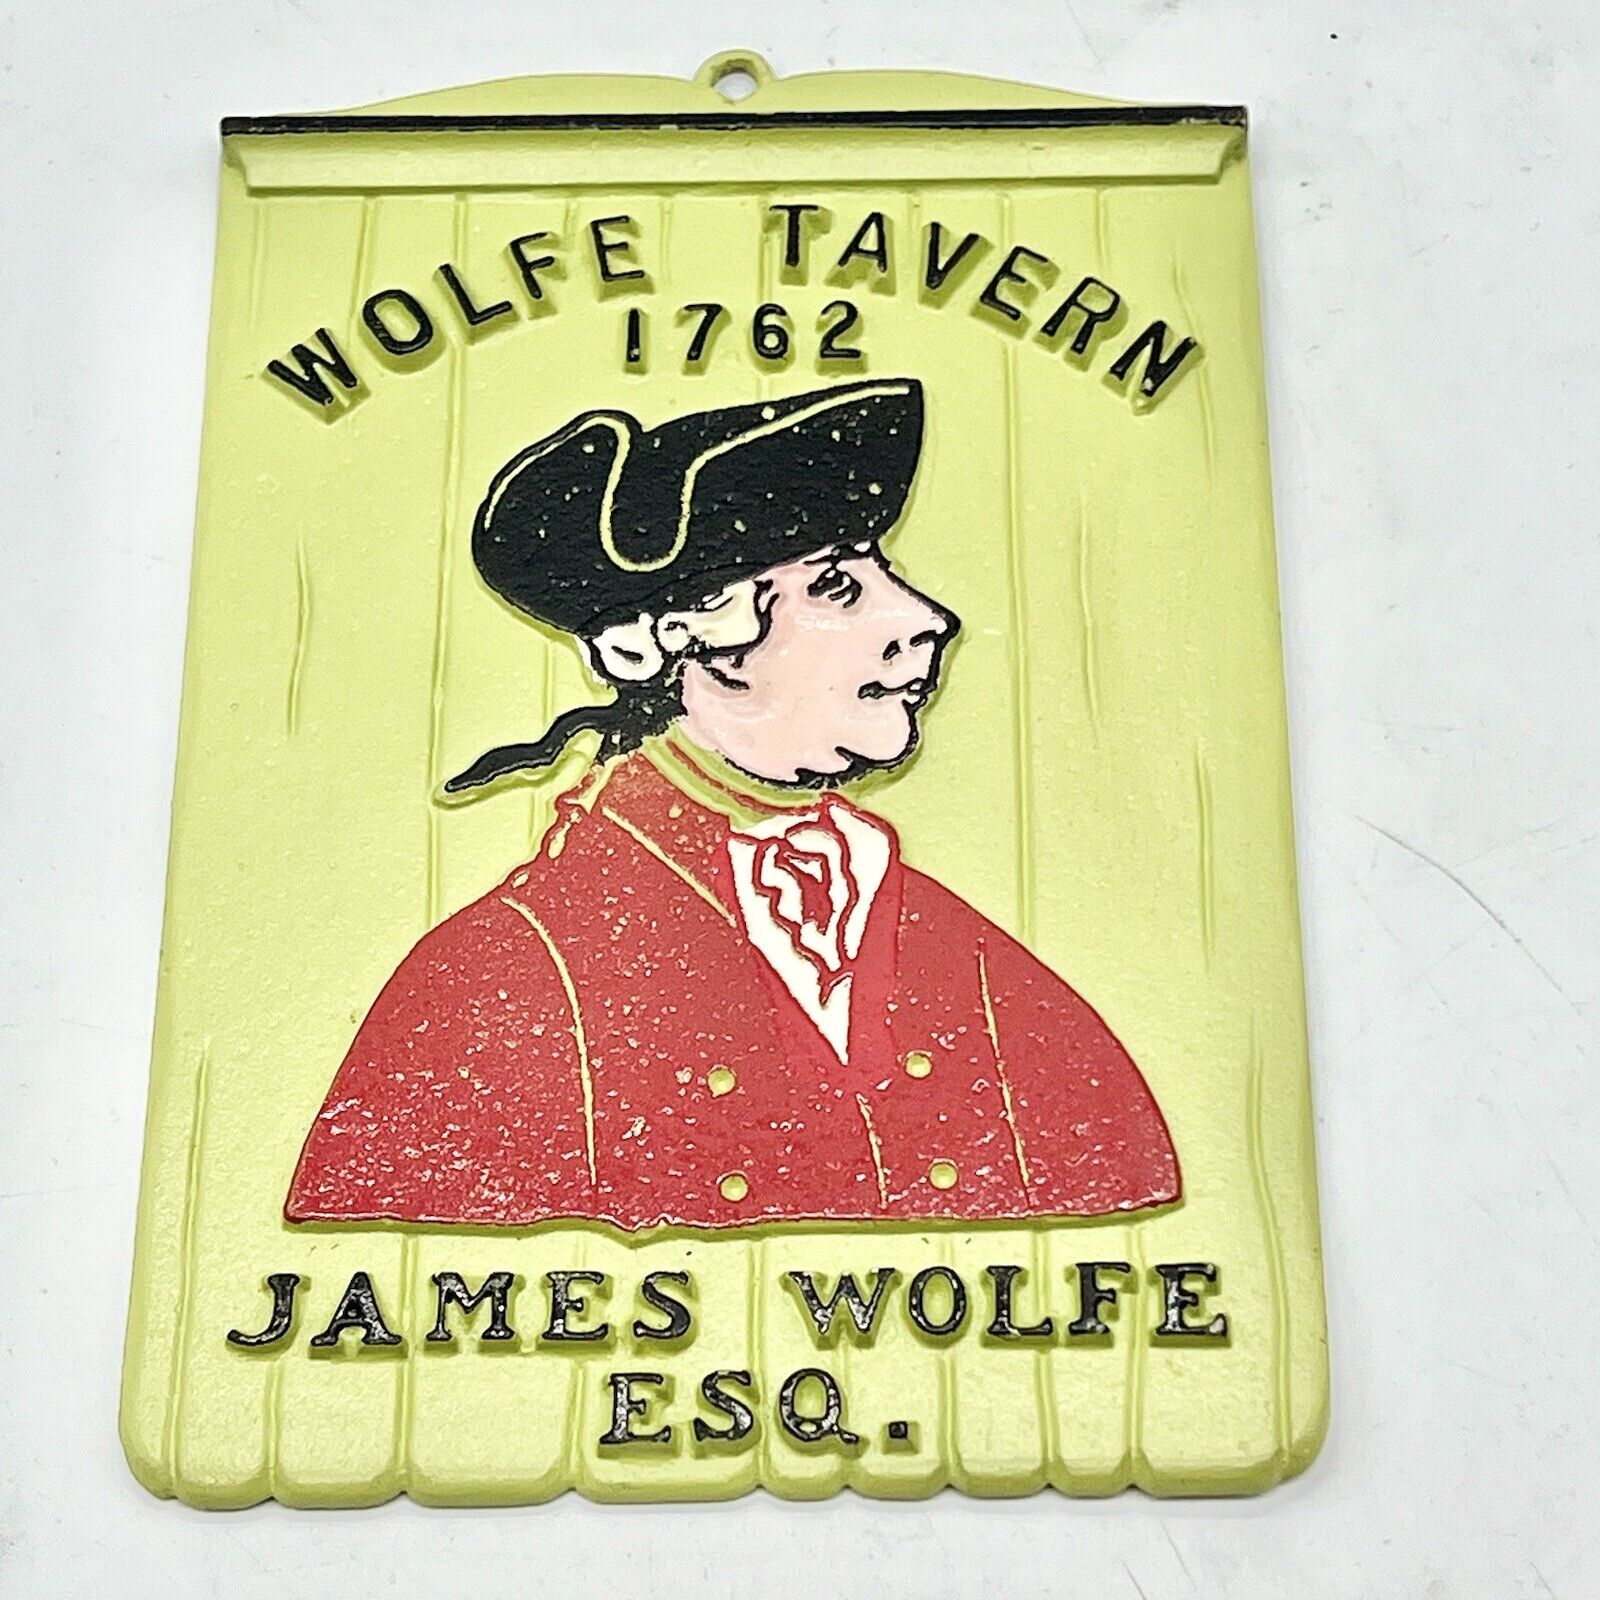 WOLFE TAVERN
1762
JAMES WOLFE
ESQ.